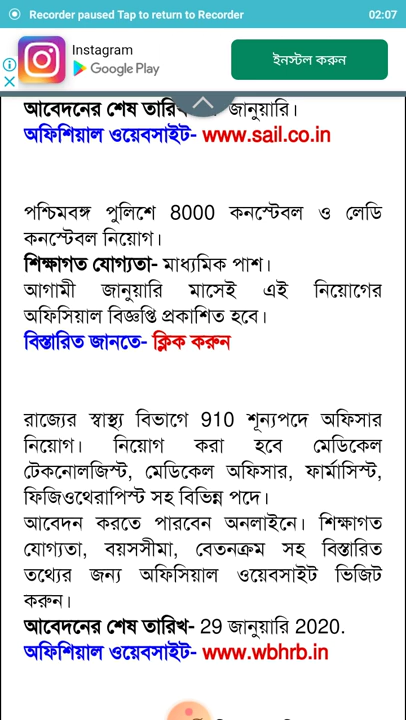 Recorder paused Tap to return to Recorder 02:07
Instagram
Google Play
ইনস্টল করুন
আবেদনের শেষ তারিখ জানুয়ারি।
অফিশিয়াল ওয়েবসাইট- www.sail.co.in
পশ্চিমবঙ্গ পুলিশে 8000 কনস্টেবল ও লেডি
কনস্টেবল নিয়োগ।
শিক্ষাগত যোগ্যতা- মাধ্যমিক পাশ।
আগামী জানুয়ারি মাসেই এই নিয়োগের
অফিসিয়াল বিজ্ঞপ্তি প্রকাশিত হবে।
বিস্তারিত জানতে- ক্লিক করুন
রাজ্যের স্বাস্থ্য বিভাগে 910 শূন্যপদে অফিসার
নিয়োগ। নিয়োগ করা হবে মেডিকেল
টেকনোলজিস্ট, মেডিকেল অফিসার, ফার্মাসিস্ট,
ফিজিওথেরাপিস্ট সহ বিভিন্ন পদে।
আবেদন করতে পারবেন অনলাইনে। শিক্ষাগত
যোগ্যতা, বয়সসীমা, বেতনক্রম সহ বিস্তারিত
তথ্যের জন্য অফিসিয়াল ওয়েবসাইট ভিজিট
করুন।
আবেদনের শেষ তারিখ- 29 জানুয়ারি 2020.
অফিশিয়াল ওয়েবসাইট- www.wbhrb.in